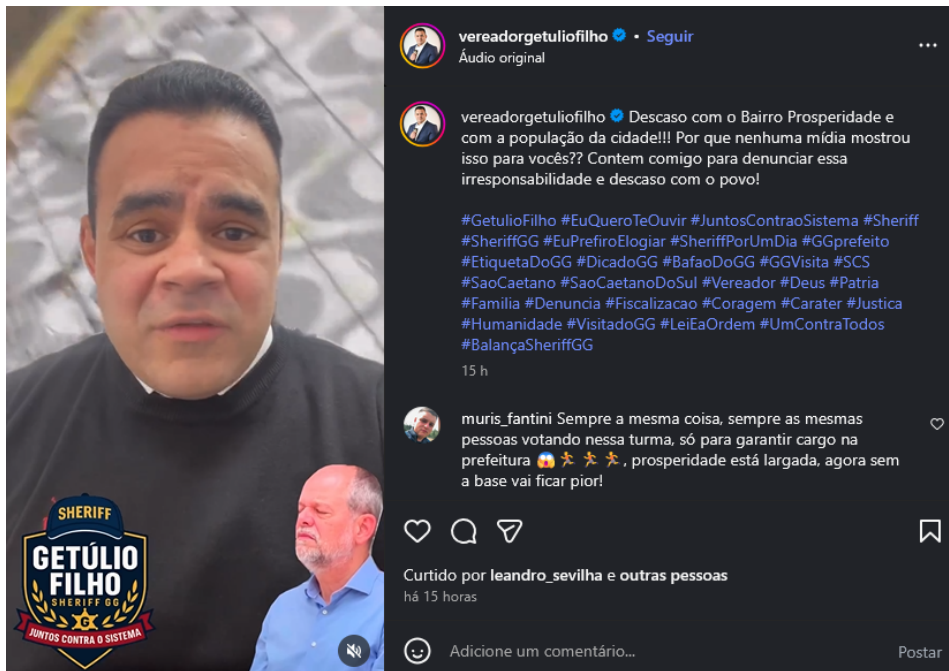 vereadorgetuliofilho • Seguir
Áudio original
vereadorgetuliofilho Descaso com o Bairro Prosperidade e
com a população da cidade!!! Por que nenhuma mídia mostrou
isso para vocês?? Contem comigo para denunciar essa
irresponsabilidade e descaso com o povo!
#GetulioFilho #EuQueroTeOuvir #JuntosContraoSistema #Sheriff
#SheriffGG #EuPrefiroElogiar #SheriffPorUmDia #GGprefeito
#EtiquetaDoGG #DicadoGG #BafaoDoGG #GGVisita #SCS
#SaoCaetano #SaoCaetanoDoSul #Vereador #Deus #Patria
#Familia #Denuncia #Fiscalizacao #Coragem #Carater #Justica
#Humanidade #VisitadoGG #LeiEaOrdem #UmContraTodos
#BalançaSheriffGG
15 h
muris_fantini Sempre a mesma coisa, sempre as mesmas
pessoas votando nessa turma, só para garantir cargo na
prefeitura 😱🏃🏃🏃, prosperidade está largada, agora sem
a base vai ficar pior!
Curtido por leandro_sevilha e outras pessoas
há 15 horas
Adicione um comentário...
Postar
SHERIFF
GETÚLIO
FILHO
SHERIFF GG
G
JUNTOS CONTRA O SISTEMA